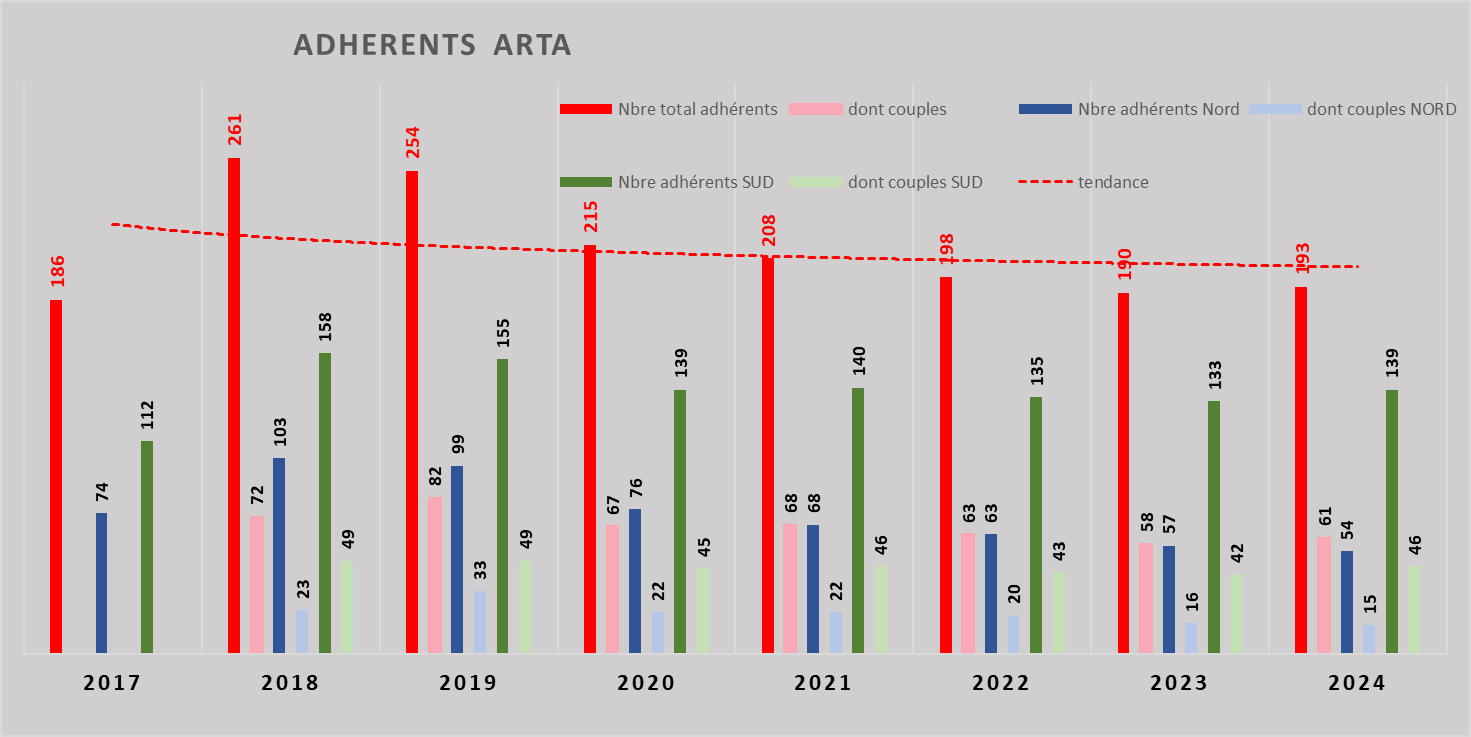 ADHERENTS ARTA
Nbre total adhérents dont couples Nbre adhérents Nord dont couples NORD
Nbre adhérents SUD dont couples SUD tendance
186 74 112
261 72 103 23 158 49
254 82 99 33 155 49
215 67 76 22 139 45
208 68 68 22 140 46
198 63 63 20 135 43
190 58 57 16 133 42
193 61 54 15 139 46
2017 2018 2019 2020 2021 2022 2023 2024